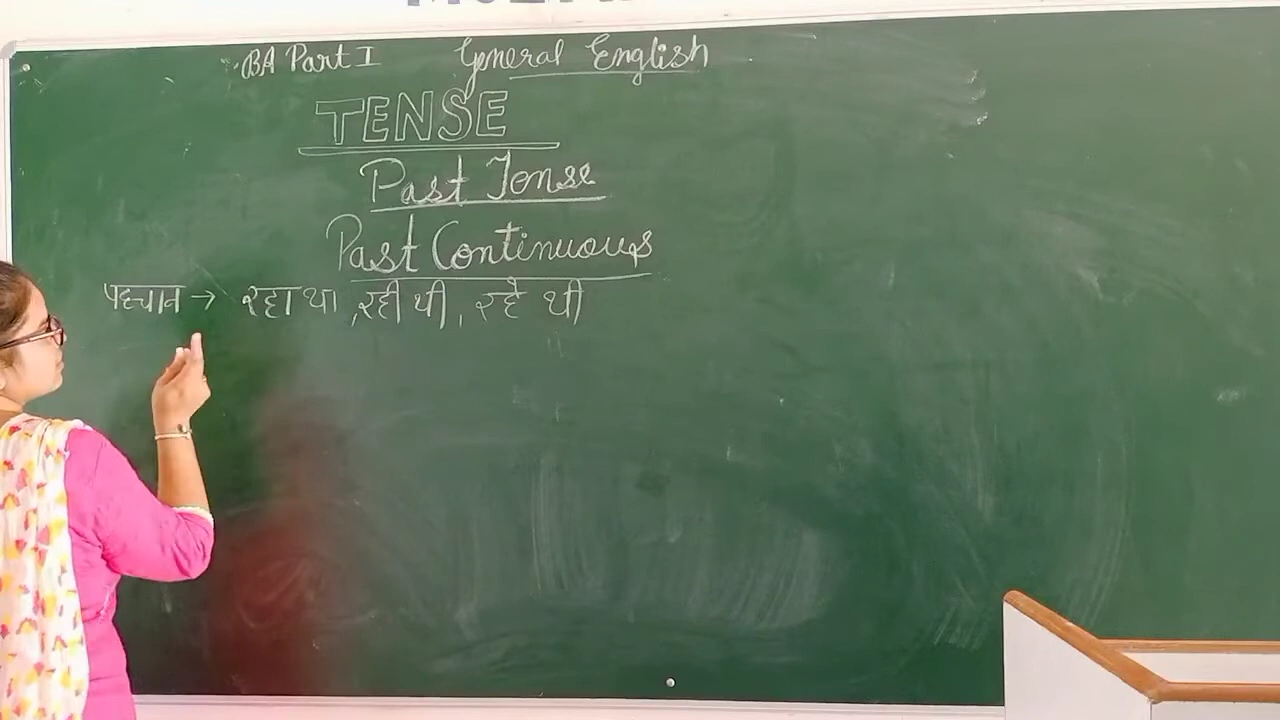 BA Part I General English
TENSE
Past Tense
Past Continuous
पहचान → रहा था, रही थी, रहे थी